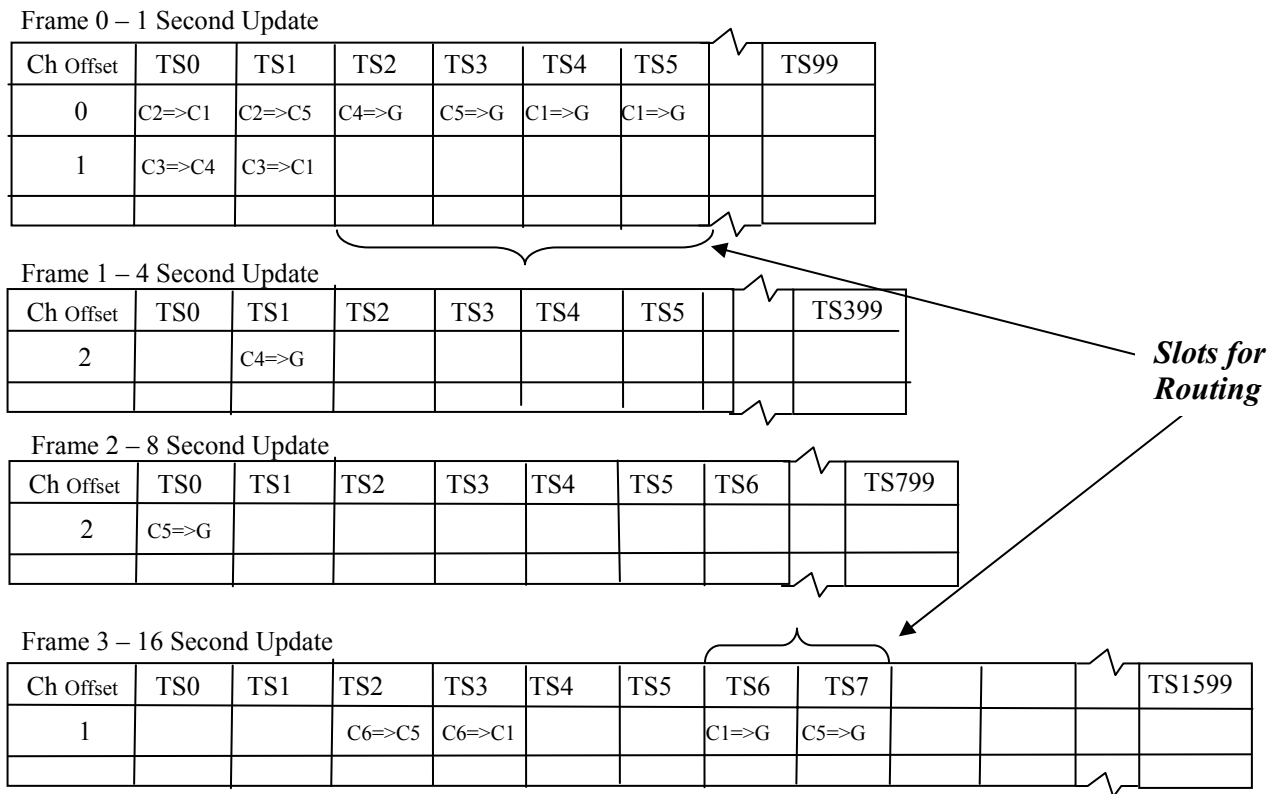 Frame 0 – 1 Second Update
Ch Offset TS0 TS1 TS2 TS3 TS4 TS5 TS99
0 C2=>C1 C2=>C5 C4=>G C5=>G C1=>G C1=>G
1 C3=>C4 C3=>C1
Frame 1 – 4 Second Update
Ch Offset TS0 TS1 TS2 TS3 TS4 TS5 TS399
2 C4=>G
Slots for
Routing
Frame 2 – 8 Second Update
Ch Offset TS0 TS1 TS2 TS3 TS4 TS5 TS6 TS799
2 C5=>G
Frame 3 – 16 Second Update
Ch Offset TS0 TS1 TS2 TS3 TS4 TS5 TS6 TS7 TS1599
1 C6=>C5 C6=>C1 C1=>G C5=>G